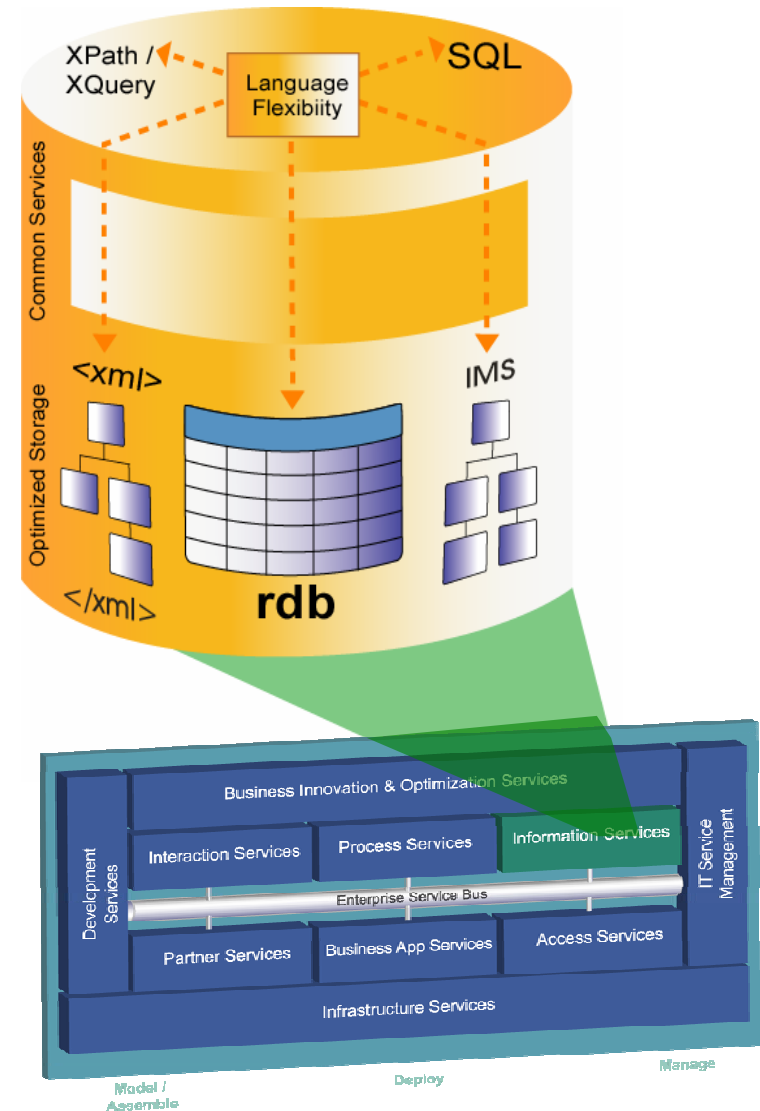 XPath /
XQuery
SQL
Language
Flexibiity
Common Services
<xml>
IMS
Optimized Storage
</xml>
rdb
Business Innovation & Optimization Services
Development
Services
Interaction Services
Process Services
Information Services
IT Service
Management
Enterprise Service Bus
Partner Services
Business App Services
Access Services
Infrastructure Services
Model /
Assemble
Deploy
Manage